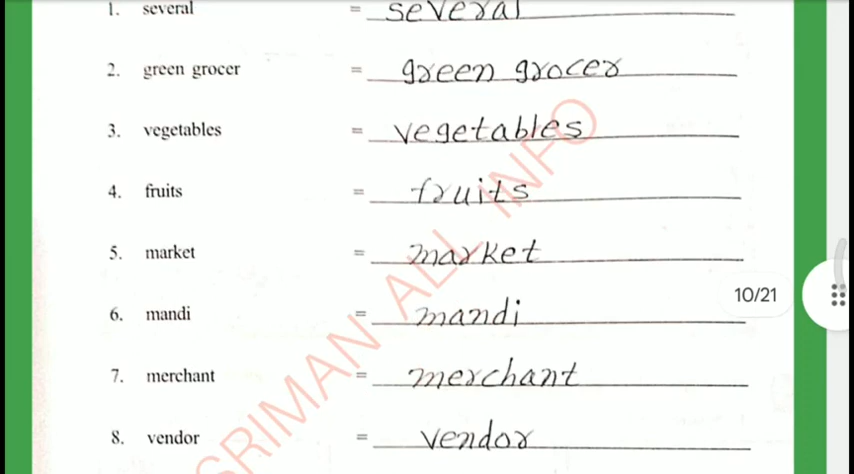 1. several = several
2. green grocer = green grocer
3. vegetables = vegetables
4. fruits = fruits
5. market = market
10/21
6. mandi = mandi
7. merchant = merchant
8. vendor = vendor
SRIMAN ALL INFO